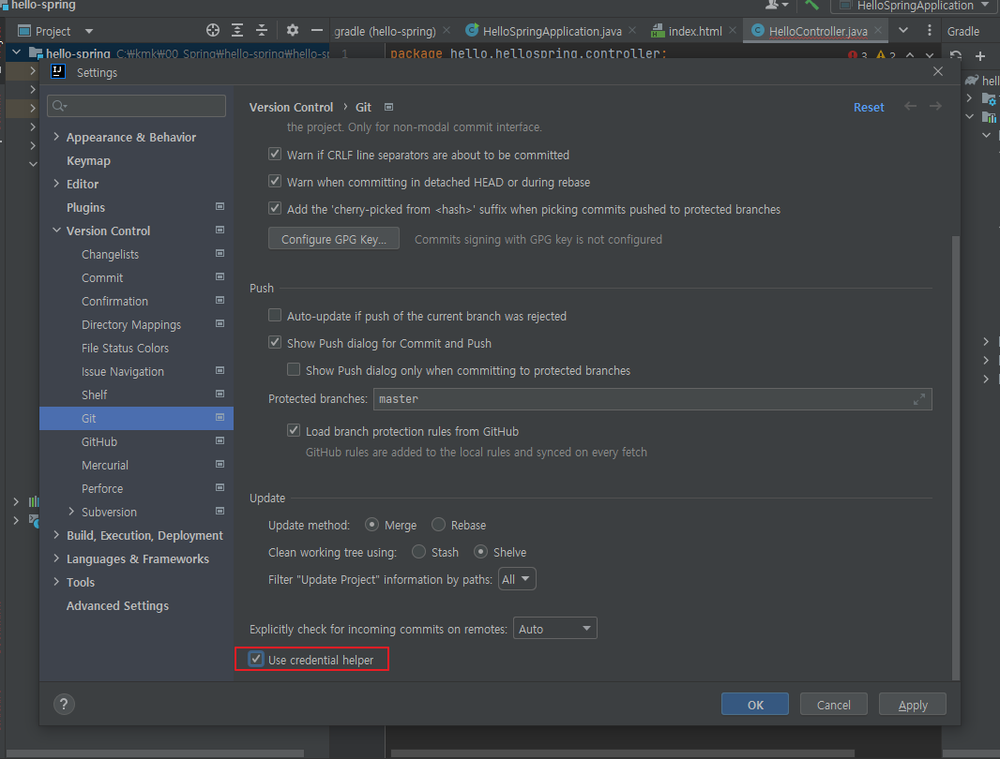 hello-spring
HelloSpringApplication
Project
gradle (hello-spring)
HelloSpringApplication.java
index.html
HelloController.java
Gradle
hello-spring C:₩kmk₩00_Spring₩hello-spring₩hello-sp
1 package hello.hellospring.controller;
3 2
hell
Settings
Version Control › Git
Reset
the project. Only for non-modal commit interface.
Appearance & Behavior
Keymap
Editor
Plugins
Version Control
Changelists
Commit
Confirmation
Directory Mappings
File Status Colors
Issue Navigation
Shelf
Git
GitHub
Mercurial
Perforce
Subversion
Build, Execution, Deployment
Languages & Frameworks
Tools
Advanced Settings
Warn if CRLF line separators are about to be committed
Warn when committing in detached HEAD or during rebase
Add the 'cherry-picked from <hash>' suffix when picking commits pushed to protected branches
Configure GPG Key...
Commits signing with GPG key is not configured
Push
Auto-update if push of the current branch was rejected
Show Push dialog for Commit and Push
Show Push dialog only when committing to protected branches
Protected branches: master
Load branch protection rules from GitHub
GitHub rules are added to the local rules and synced on every fetch
Update
Update method: Merge Rebase
Clean working tree using: Stash Shelve
Filter "Update Project" information by paths: All
Explicitly check for incoming commits on remotes: Auto
Use credential helper
?
OK
Cancel
Apply